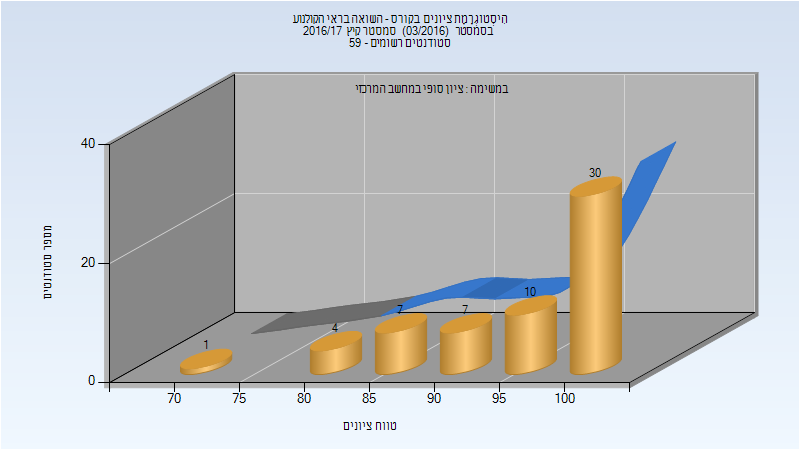 היסטוגרמת ציונים בקורס - השואה בראי הקולנוע
בסמסטר (03/2016) סמסטר קיץ 2016/17
סטודנטים רשומים - 59
במשימה : ציון סופי במחשב המרכזי
40
20
0
מספר סטודנטים
1
4
7
7
10
30
70
75
80
85
90
95
100
טווח ציונים